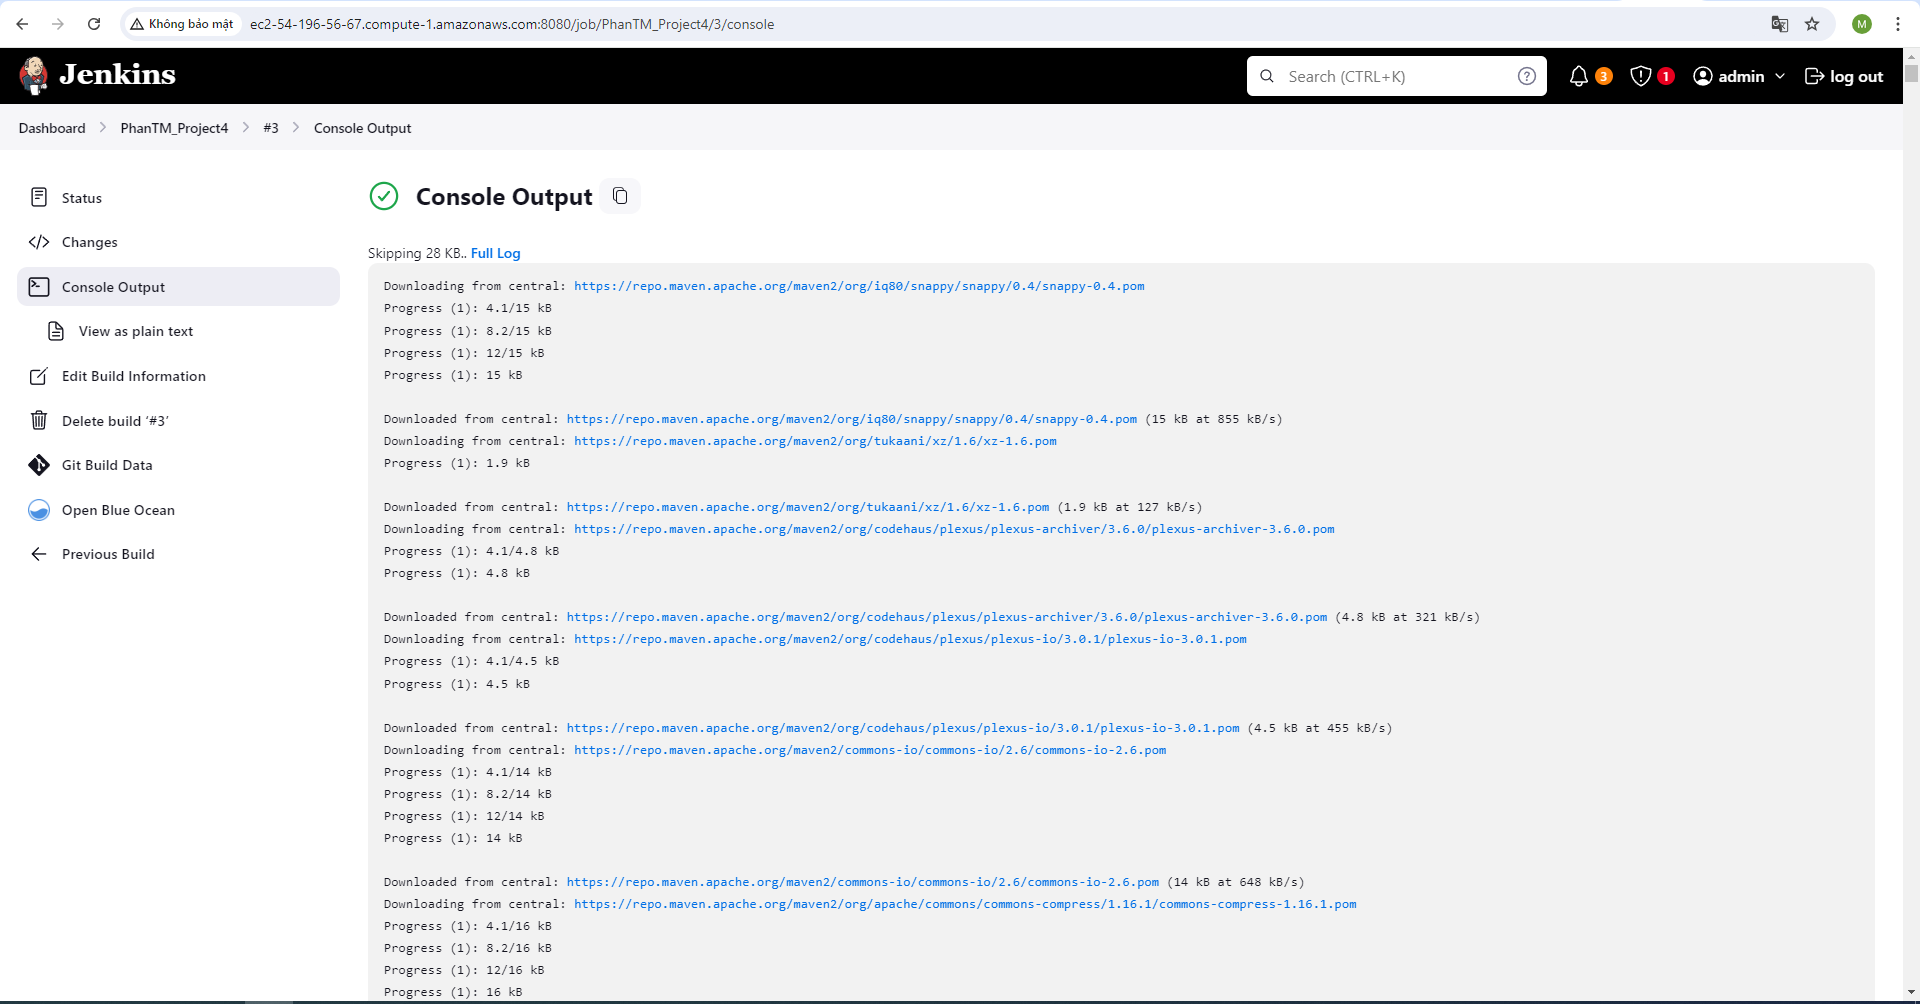 Không bảo mật ec2-54-196-56-67.compute-1.amazonaws.com:8080/job/PhanTM_Project4/3/console M
Jenkins Search (CTRL+K) 3 1 admin log out
Dashboard PhanTM_Project4 #3 Console Output
Status
Changes
Console Output
View as plain text
Edit Build Information
Delete build ‘#3’
Git Build Data
Open Blue Ocean
Previous Build
Console Output
Skipping 28 KB.. Full Log
Downloading from central: https://repo.maven.apache.org/maven2/org/iq80/snappy/snappy/0.4/snappy-0.4.pom
Progress (1): 4.1/15 kB
Progress (1): 8.2/15 kB
Progress (1): 12/15 kB
Progress (1): 15 kB
Downloaded from central: https://repo.maven.apache.org/maven2/org/iq80/snappy/snappy/0.4/snappy-0.4.pom (15 kB at 855 kB/s)
Downloading from central: https://repo.maven.apache.org/maven2/org/tukaani/xz/1.6/xz-1.6.pom
Progress (1): 1.9 kB
Downloaded from central: https://repo.maven.apache.org/maven2/org/tukaani/xz/1.6/xz-1.6.pom (1.9 kB at 127 kB/s)
Downloading from central: https://repo.maven.apache.org/maven2/org/codehaus/plexus/plexus-archiver/3.6.0/plexus-archiver-3.6.0.pom
Progress (1): 4.1/4.8 kB
Progress (1): 4.8 kB
Downloaded from central: https://repo.maven.apache.org/maven2/org/codehaus/plexus/plexus-archiver/3.6.0/plexus-archiver-3.6.0.pom (4.8 kB at 321 kB/s)
Downloading from central: https://repo.maven.apache.org/maven2/org/codehaus/plexus/plexus-io/3.0.1/plexus-io-3.0.1.pom
Progress (1): 4.1/4.5 kB
Progress (1): 4.5 kB
Downloaded from central: https://repo.maven.apache.org/maven2/org/codehaus/plexus/plexus-io/3.0.1/plexus-io-3.0.1.pom (4.5 kB at 455 kB/s)
Downloading from central: https://repo.maven.apache.org/maven2/commons-io/commons-io/2.6/commons-io-2.6.pom
Progress (1): 4.1/14 kB
Progress (1): 8.2/14 kB
Progress (1): 12/14 kB
Progress (1): 14 kB
Downloaded from central: https://repo.maven.apache.org/maven2/commons-io/commons-io/2.6/commons-io-2.6.pom (14 kB at 648 kB/s)
Downloading from central: https://repo.maven.apache.org/maven2/org/apache/commons/commons-compress/1.16.1/commons-compress-1.16.1.pom
Progress (1): 4.1/16 kB
Progress (1): 8.2/16 kB
Progress (1): 12/16 kB
Progress (1): 16 kB